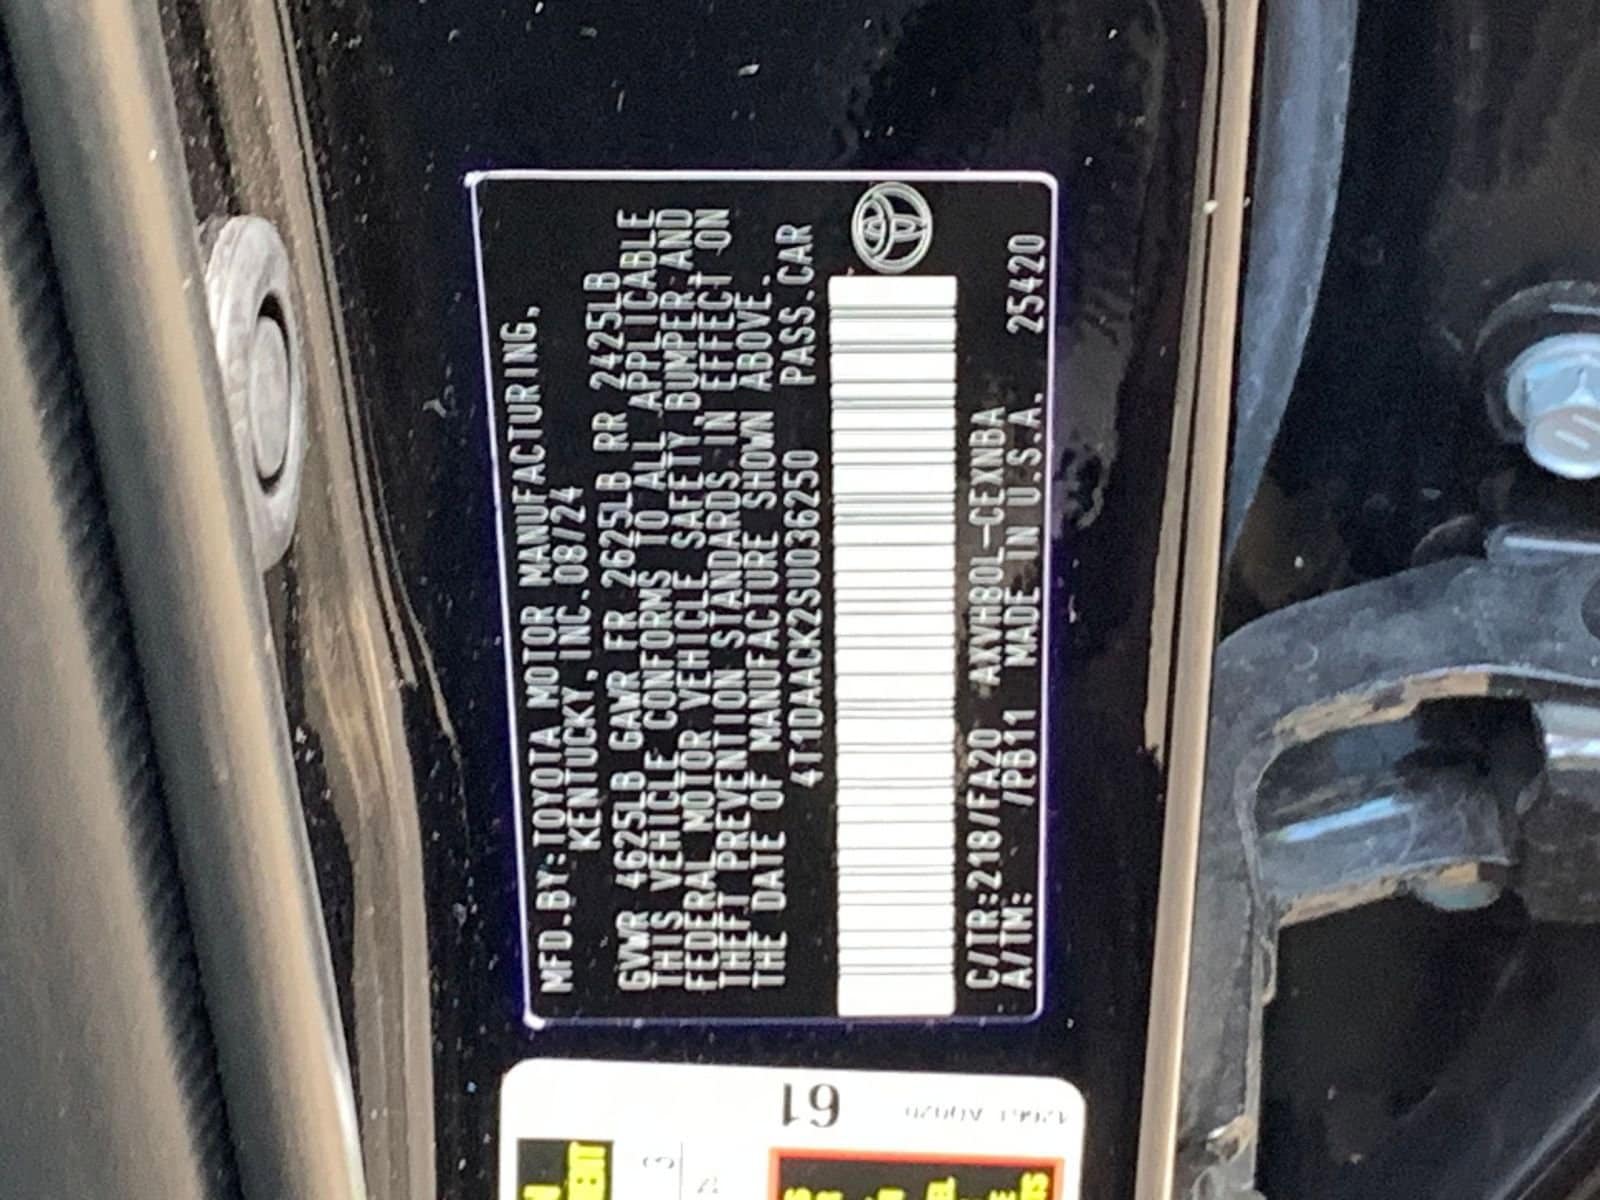 MFD.BY:TOYOTA MOTOR MANUFACTURING,
KENTUCKY, INC. 08/24
GVWR 4625LB GAWR FR 2625LB RR 2425LB
THIS VEHICLE CONFORMS TO ALL APPLICABLE
FEDERAL MOTOR VEHICLE SAFETY,BUMPER,AND
THEFT PREVENTION STANDARDS IN EFFECT ON
THE DATE OF MANUFACTURE SHOWN ABOVE.
4T1DAACK2SU036250 PASS.CAR
C/TR:218/FA20 AXVH80L-CEXNBA
A/TM: /PB11 MADE IN U.S.A. 25420
61